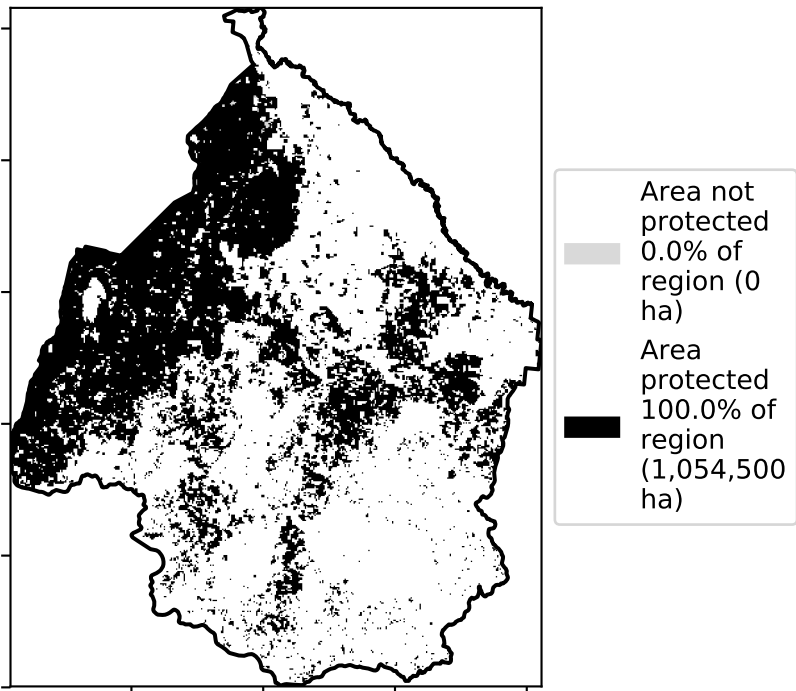 Area not
protected
0.0% of
region (0
ha)
Area
protected
100.0% of
region
(1,054,500
ha)